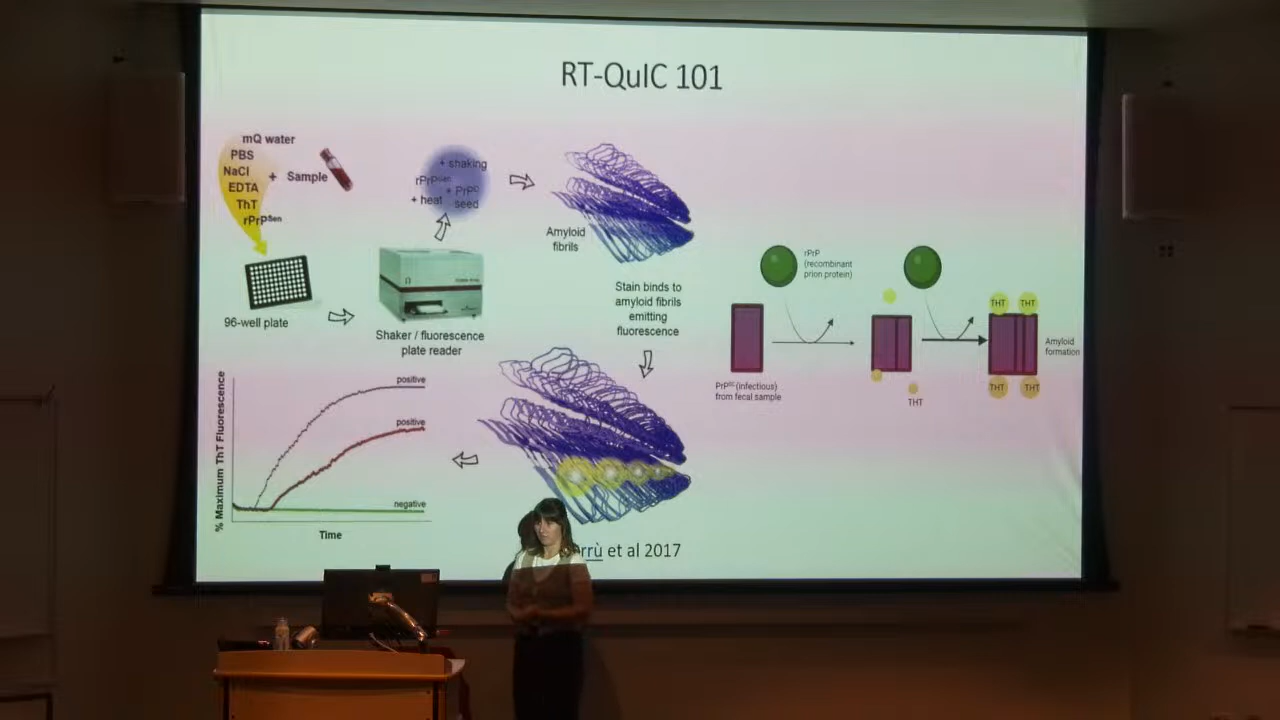 RT-QuIC 101
mQ water
PBS
NaCl
EDTA
ThT
rPrPSen
+ Sample
96-well plate
Shaker / fluorescence
plate reader
+ shaking
+ PrPD
+ heat
seed
Amyloid
fibrils
Stain binds to
amyloid fibrils
emitting
fluorescence
% Maximum ThT Fluorescence
positive
positive
negative
Time
et al 2017
rPrP
(recombinant
prion protein)
PrPSC (infectious)
from fecal sample
THT
THT
THT
THT
THT
Amyloid
formation